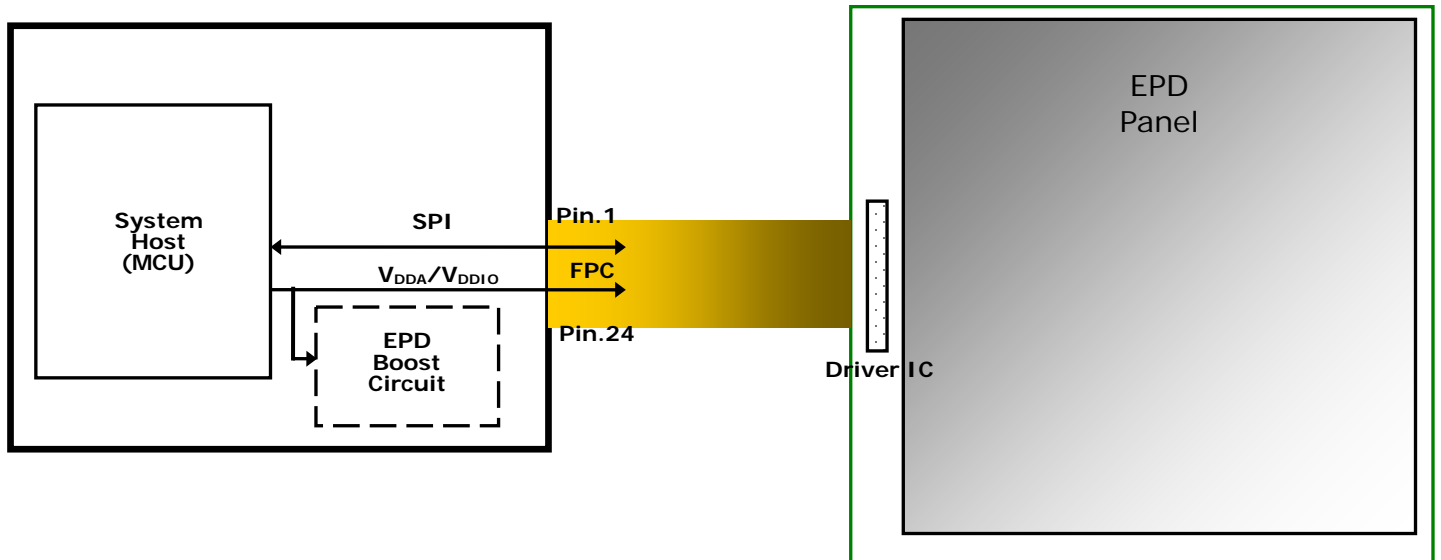 EPD
Panel
System
Host
(MCU)
SPI
Pin.1
VDDA/VDDIO
FPC
Pin.24
EPD
Boost
Circuit
Driver IC